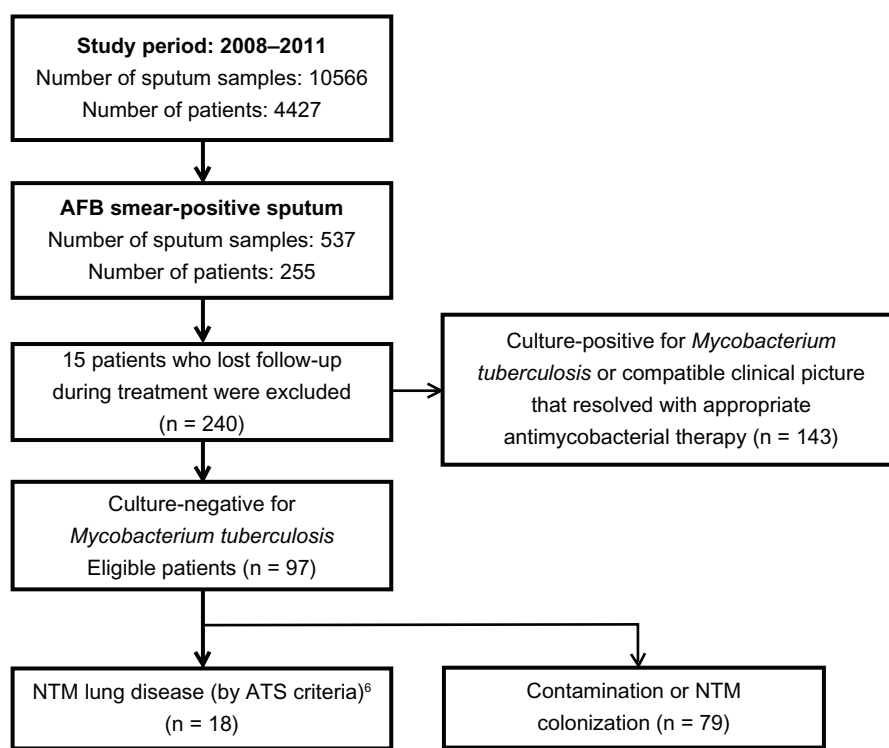 Study period: 2008–2011
Number of sputum samples: 10566
Number of patients: 4427
AFB smear-positive sputum
Number of sputum samples: 537
Number of patients: 255
15 patients who lost follow-up
during treatment were excluded
(n = 240)
Culture-positive for Mycobacterium
tuberculosis or compatible clinical picture
that resolved with appropriate
antimycobacterial therapy (n = 143)
Culture-negative for
Mycobacterium tuberculosis
Eligible patients (n = 97)
NTM lung disease (by ATS criteria)⁶
(n = 18)
Contamination or NTM
colonization (n = 79)